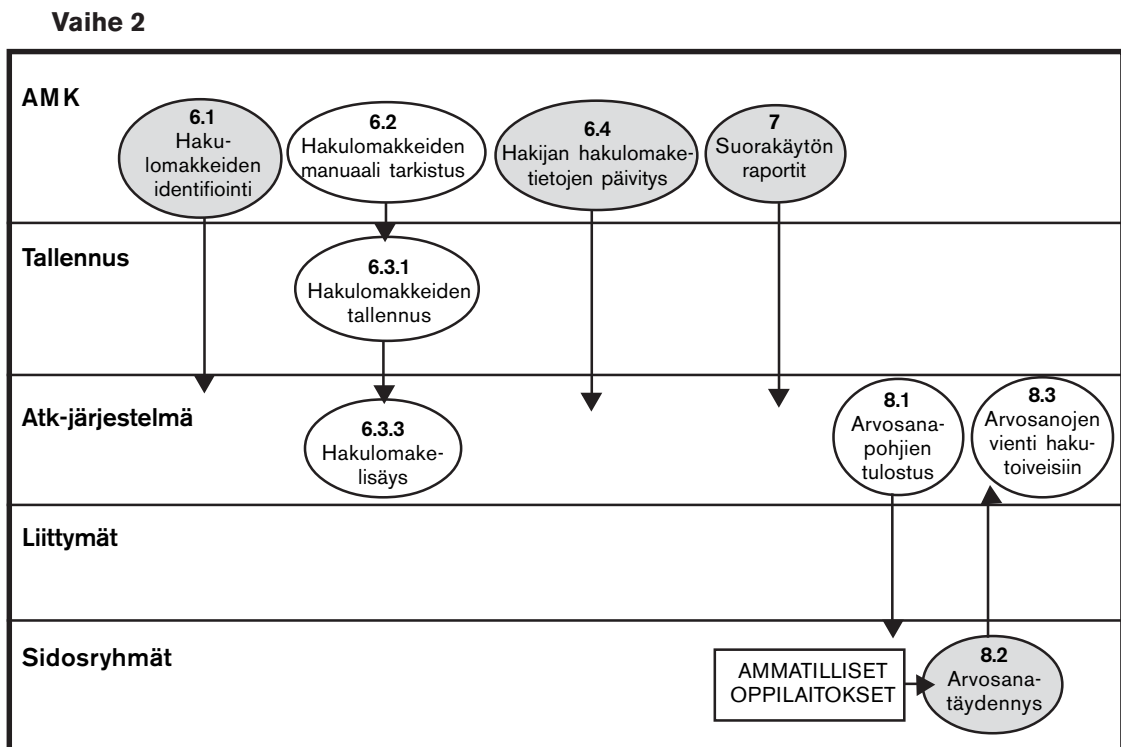 Vaihe 2
AMK
6.1
Haku-
lomakkeiden
identifiointi
6.2
Hakulomakkeiden
manuaali tarkistus
6.4
Hakijan hakulomake-
tietojen päivitys
7
Suorakäytön
raportit
Tallennus
6.3.1
Hakulomakkeiden
tallennus
Atk-järjestelmä
6.3.3
Hakulomake-
lisäys
8.1
Arvosana-
pohjien
tulostus
8.3
Arvosanojen
vienti haku-
toiveisiin
Liittymät
Sidosryhmät
AMMATILLISET
OPPILAITOKSET
8.2
Arvosana-
täydennys